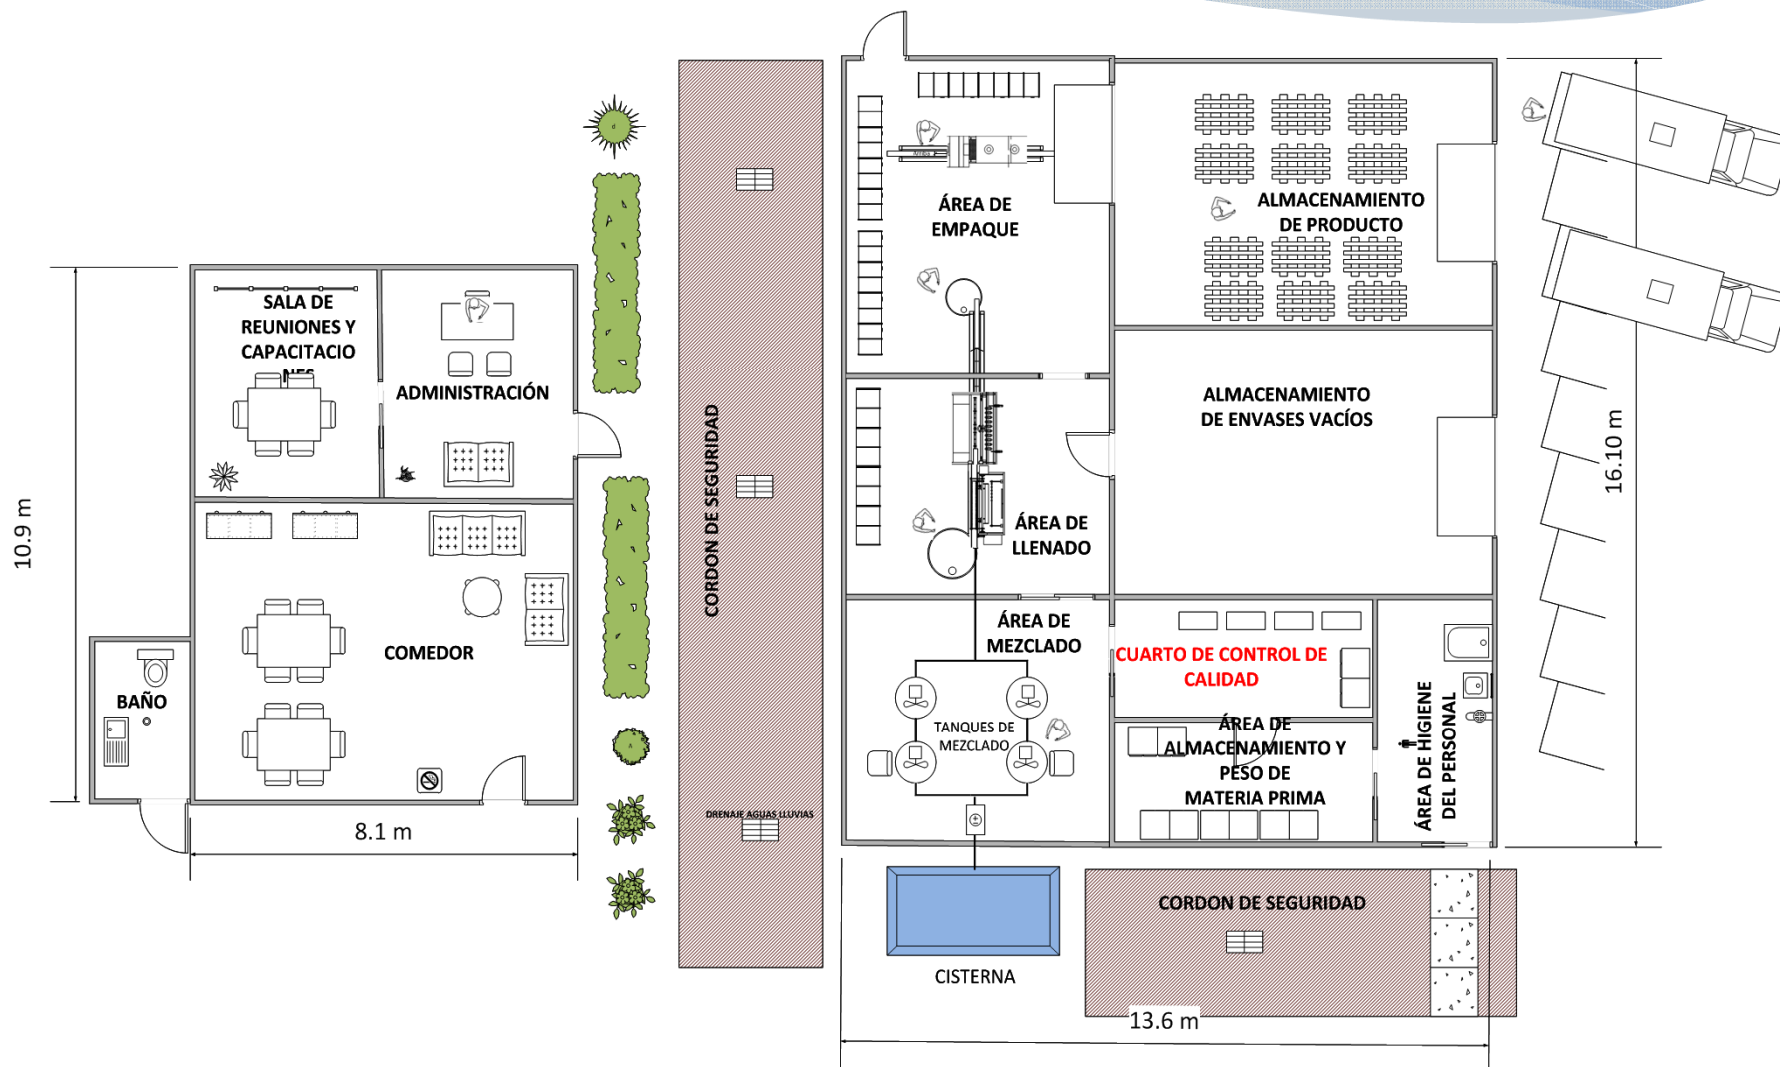 SALA DE
REUNIONES Y
CAPACITACIO
NES
ADMINISTRACIÓN
COMEDOR
BAÑO
10.9 m
8.1 m
CORDON DE SEGURIDAD
DRENAJE AGUAS LLUVIAS
ÁREA DE
EMPAQUE
ALMACENAMIENTO
DE PRODUCTO
ALMACENAMIENTO
DE ENVASES VACÍOS
ÁREA DE
LLENADO
ÁREA DE
MEZCLADO
TANQUES DE
MEZCLADO
CUARTO DE CONTROL DE
CALIDAD
ÁREA DE
ALMACENAMIENTO Y
PESO DE
MATERIA PRIMA
ÁREA DE HIGIENE
DEL PERSONAL
16.10 m
CISTERNA
CORDON DE SEGURIDAD
13.6 m